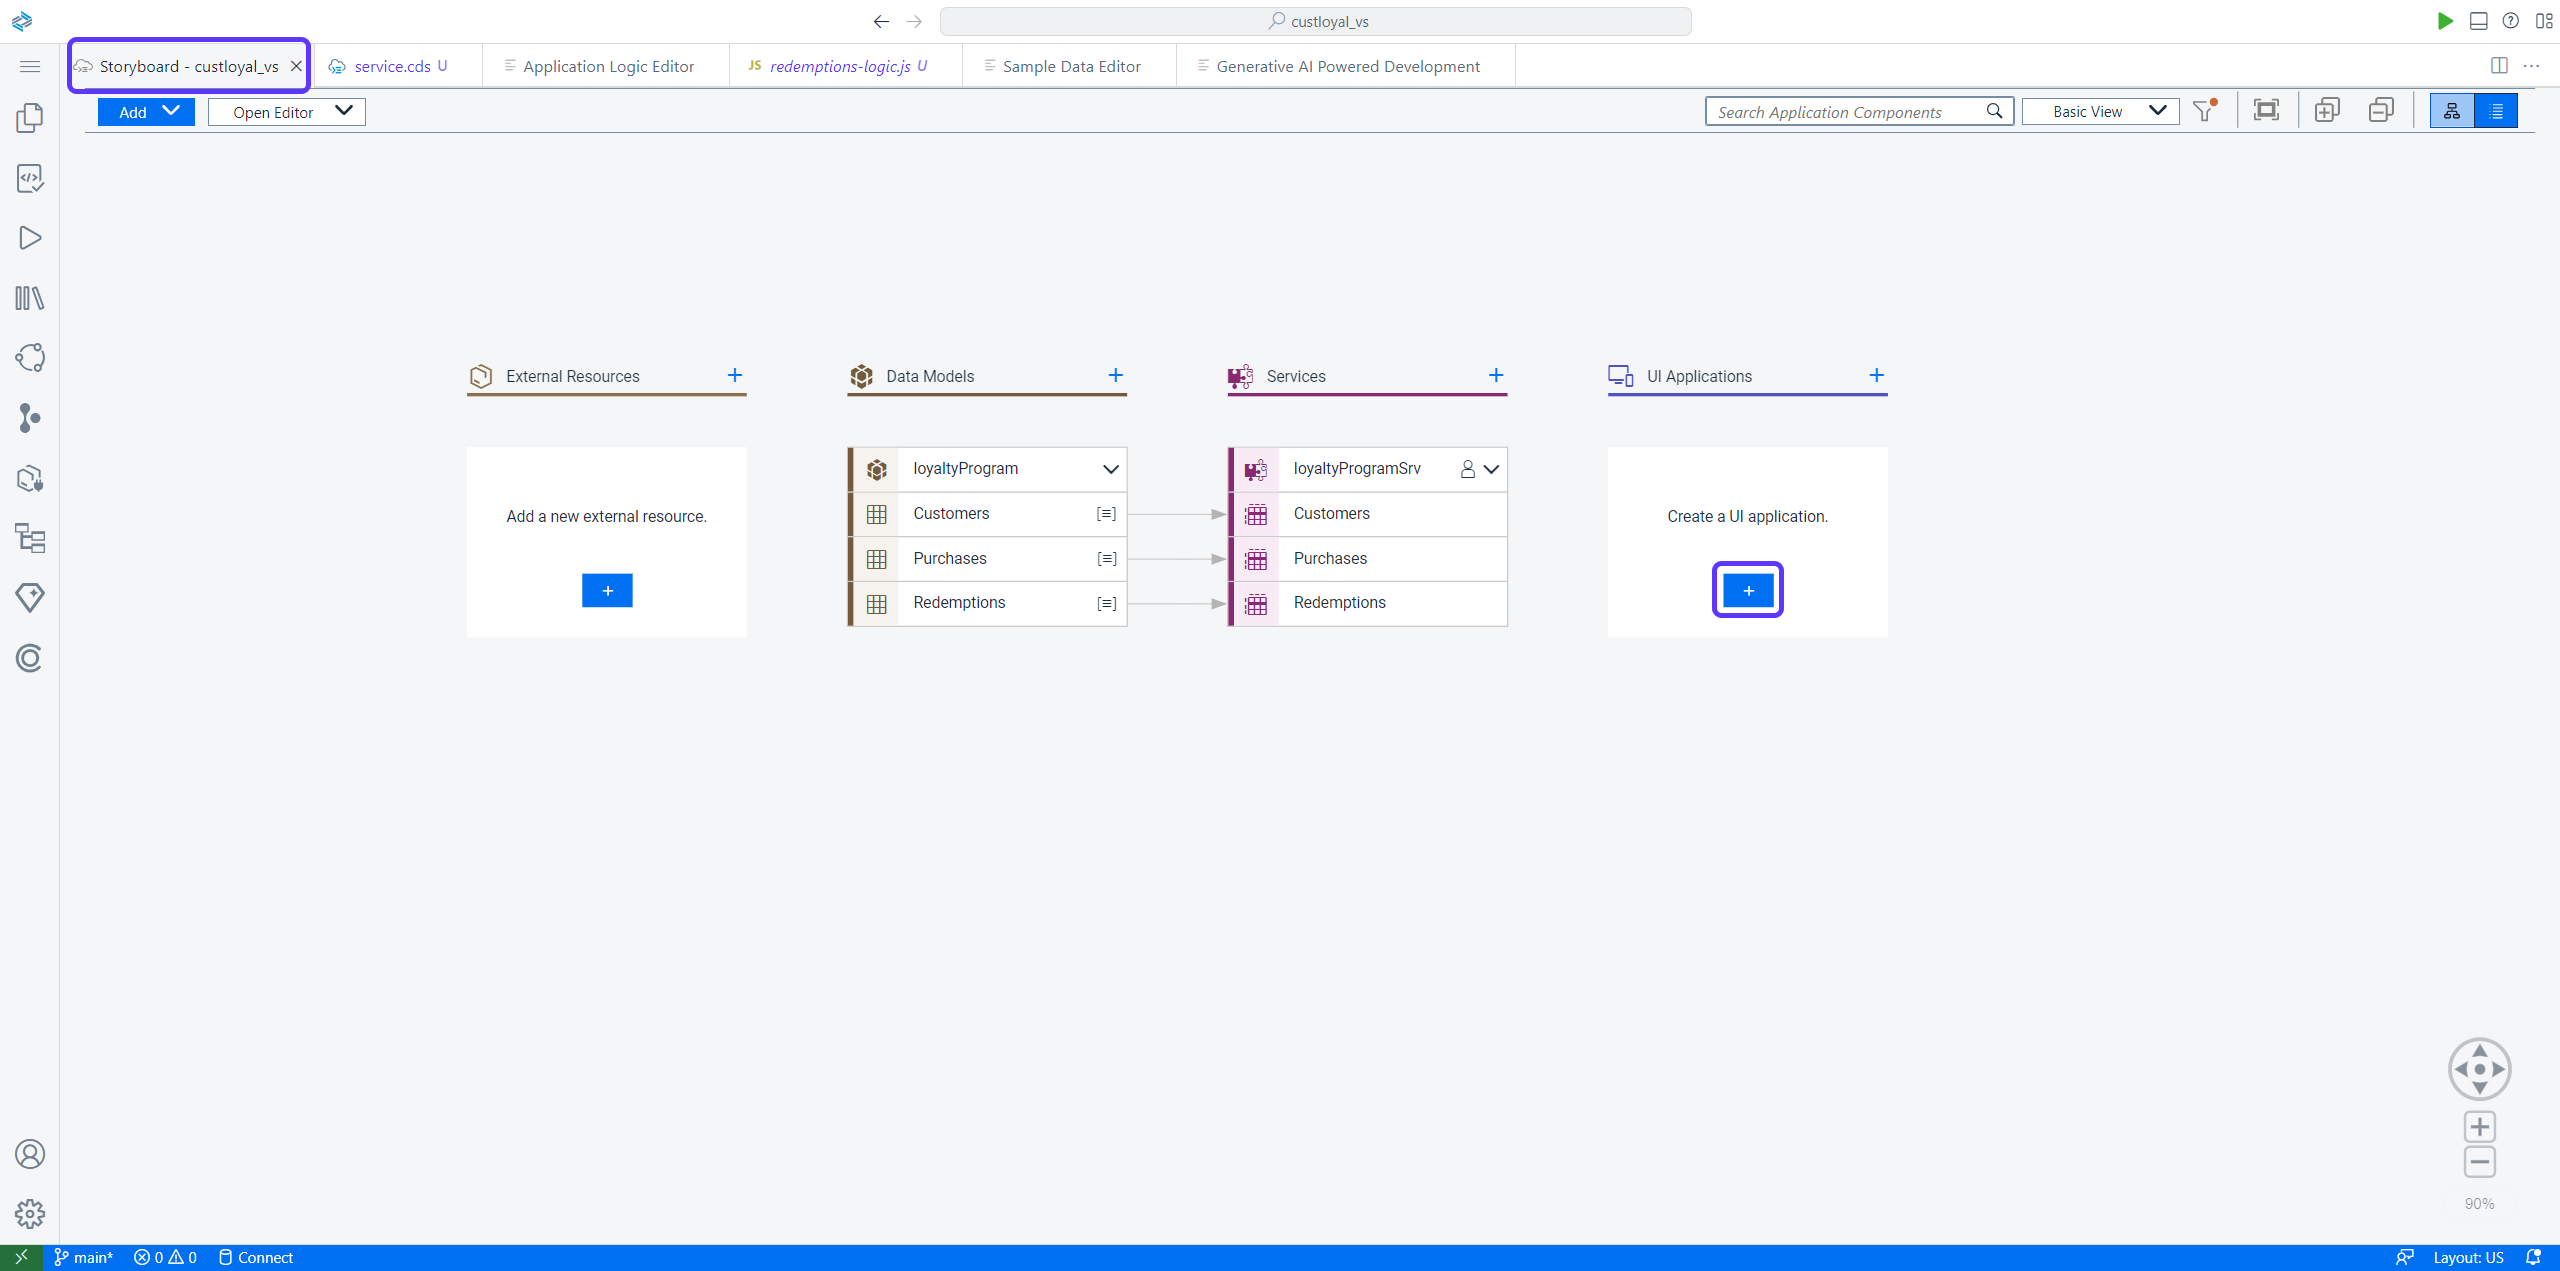 custloyal_vs
Storyboard - custloyal_vs
service.cds U
Application Logic Editor
JS redemptions-logic.js U
Sample Data Editor
Generative AI Powered Development
Add
Open Editor
Search Application Components
Basic View
External Resources +
Data Models +
Services +
UI Applications +
Add a new external resource.
+
loyaltyProgram
Customers
Purchases
Redemptions
loyaltyProgramSrv
Customers
Purchases
Redemptions
Create a UI application.
+
90%
main*
0
0
Connect
Layout: US